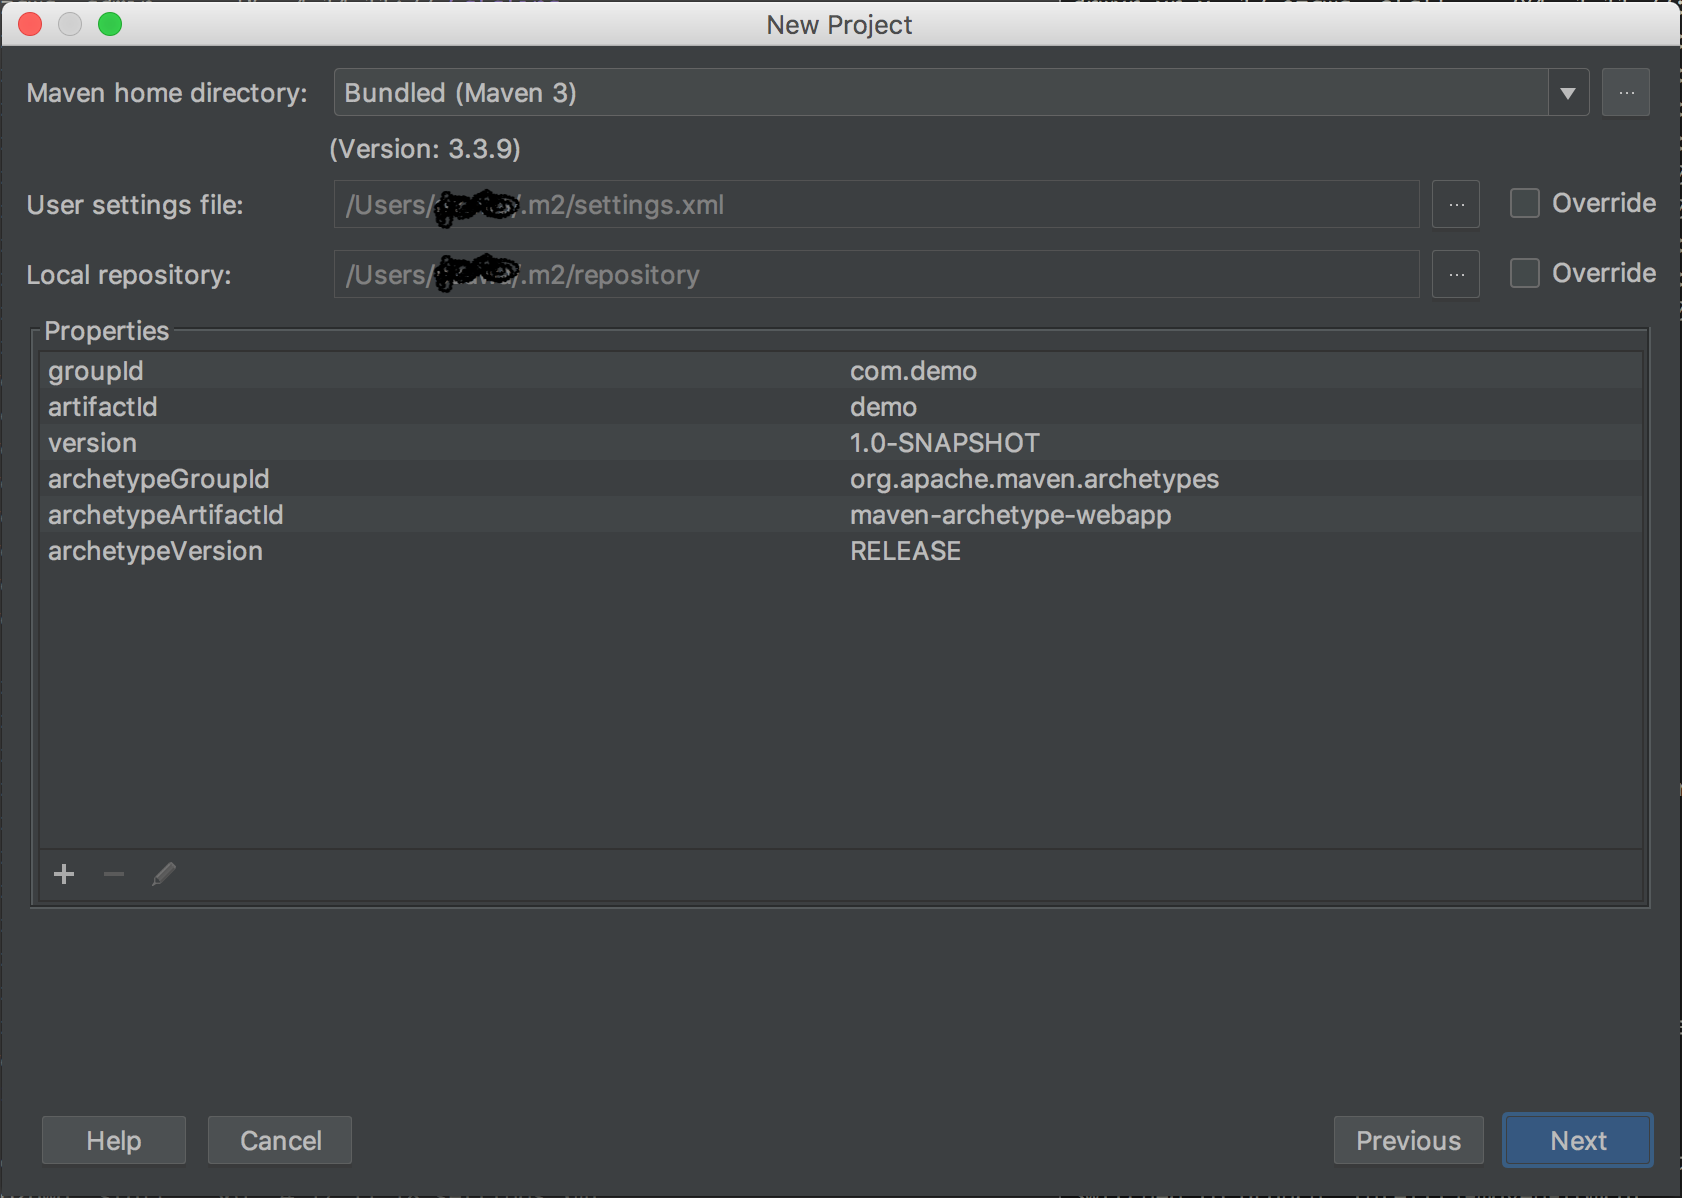 New Project
Maven home directory: Bundled (Maven 3) ...
(Version: 3.3.9)
User settings file: /Users/ /.m2/settings.xml ... Override
Local repository: /Users/ /.m2/repository ... Override
Properties
groupId com.demo
artifactId demo
version 1.0-SNAPSHOT
archetypeGroupId org.apache.maven.archetypes
archetypeArtifactId maven-archetype-webapp
archetypeVersion RELEASE
Help Cancel Previous Next